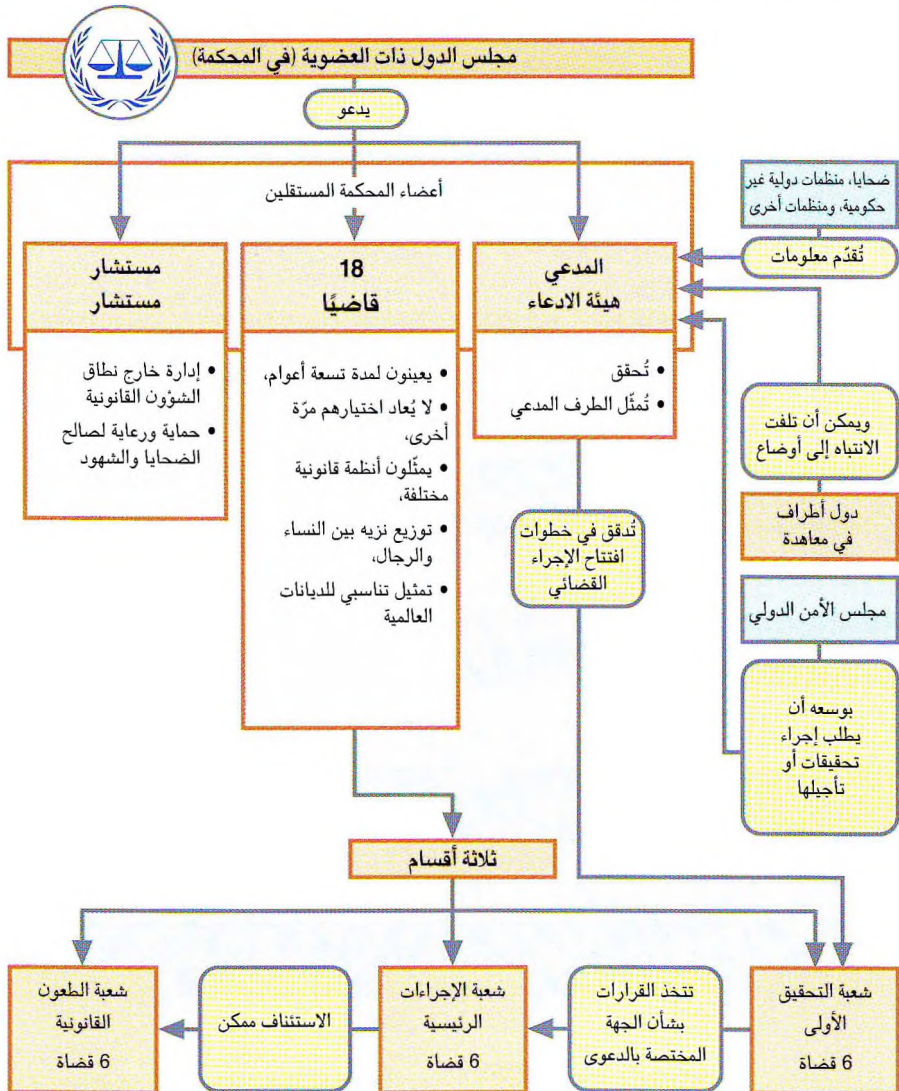 مجلس الدول ذات العضوية (في المحكمة)
يدعو
أعضاء المحكمة المستقلين
ضحايا، منظمات دولية غير
حكومية، ومنظمات أخرى
تُقدّم معلومات
المدعي
هيئة الادعاء
• تُحقق
• تُمثّل الطرف المدعي
18
قاضيًا
• يعينون لمدة تسعة أعوام،
• لا يُعاد اختيارهم مرّة
أخرى،
• يمثّلون أنظمة قانونية
مختلفة،
• توزيع نزيه بين النساء
والرجال،
• تمثيل تناسبي للديانات
العالمية
مستشار
مستشار
• إدارة خارج نطاق
الشؤون القانونية
• حماية ورعاية لصالح
الضحايا والشهود
ويمكن أن تلفت
الانتباه إلى أوضاع
دول أطراف
في معاهدة
مجلس الأمن الدولي
بوسعه أن
يطلب إجراء
تحقيقات أو
تأجيلها
تُدقق في خطوات
افتتاح الإجراء
القضائي
ثلاثة أقسام
شعبة التحقيق
الأولى
6 قضاة
تتخذ القرارات
بشأن الجهة
المختصة بالدعوى
شعبة الإجراءات
الرئيسية
6 قضاة
الاستئناف ممكن
شعبة الطعون
القانونية
6 قضاة